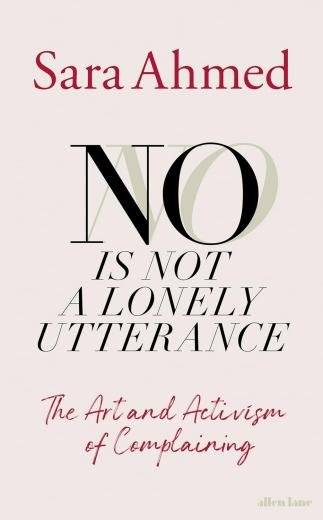 Sara Ahmed
NO
IS NOT
A LONELY
UTTERANCE
The Art and Activism
of Complaining
allen lane